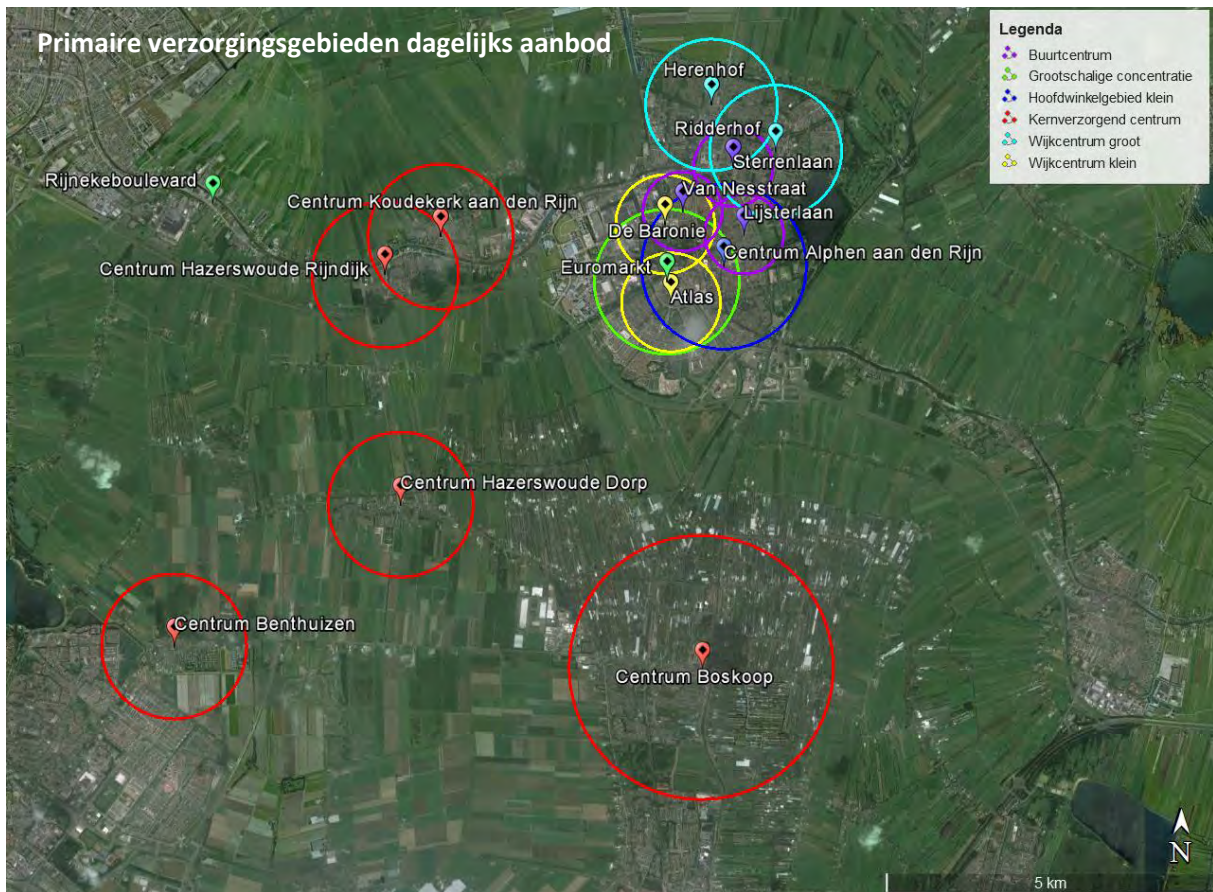 Primaire verzorgingsgebieden dagelijks aanbod
Legenda
Buurtcentrum
Grootschalige concentratie
Hoofdwinkelgebied klein
Kernverzorgend centrum
Wijkcentrum groot
Wijkcentrum klein
Herenhof
Ridderhof
Sterrenlaan
Rijnekeboulevard
Van Nesstraat
Centrum Koudekerk aan den Rijn
Lijsterlaan
De Baronie
Centrum Alphen aan den Rijn
Centrum Hazerswoude Rijndijk
Euromarkt
Atlas
Centrum Hazerswoude Dorp
Centrum Benthuizen
Centrum Boskoop
N
5 km